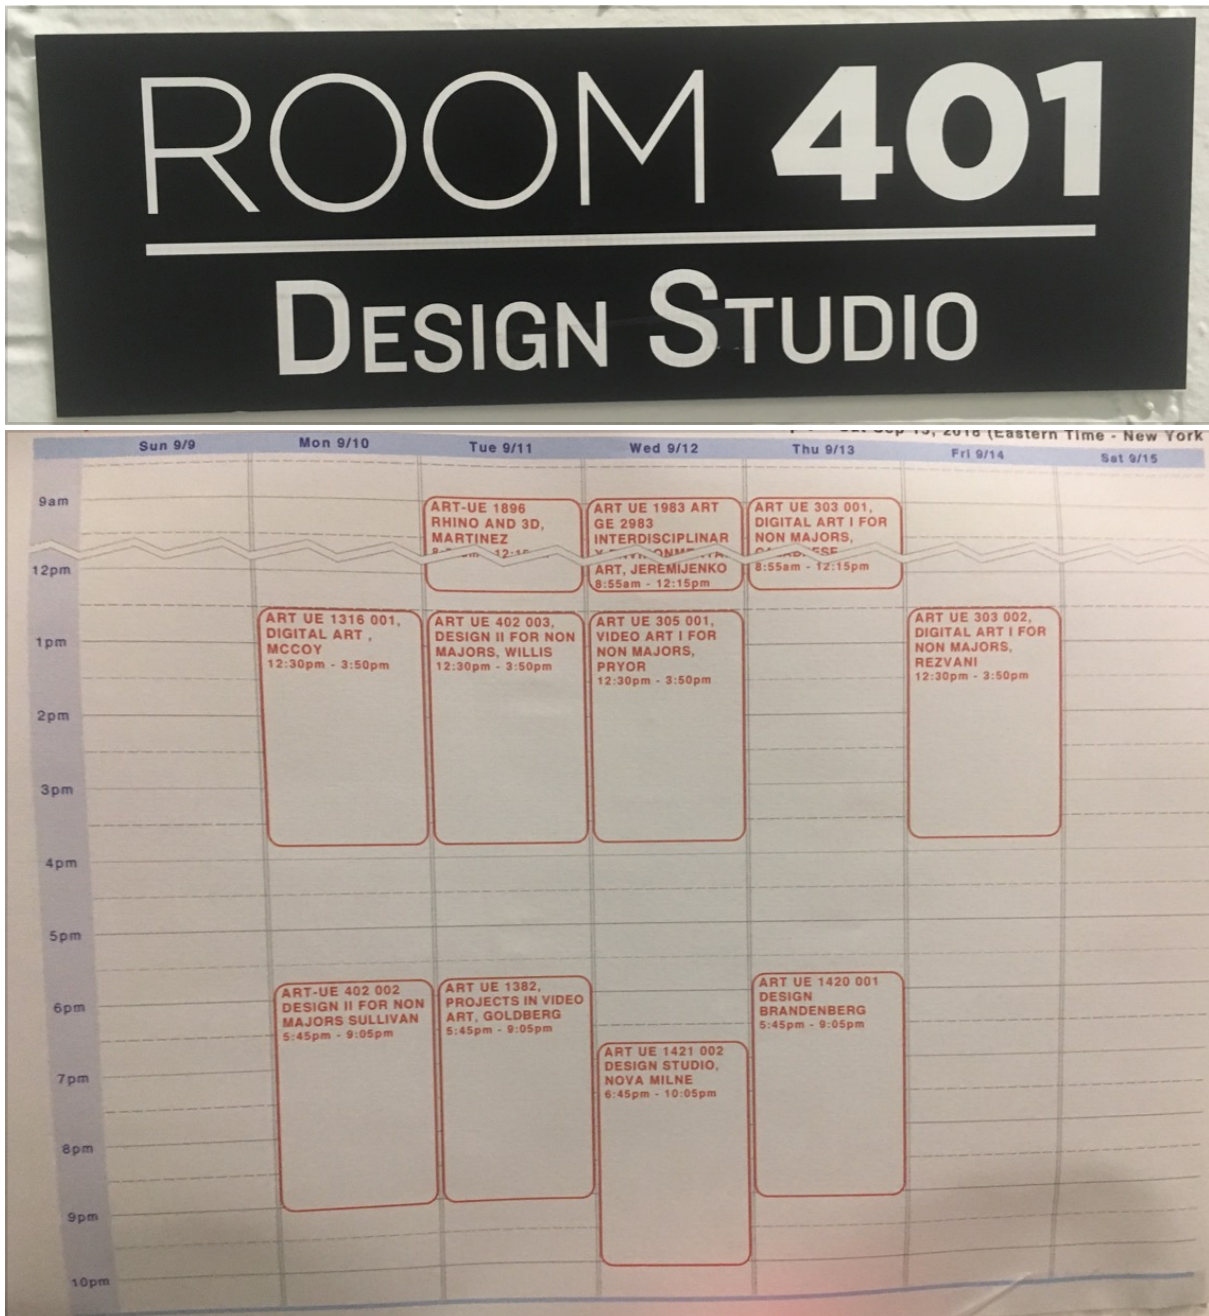 ROOM 401
DESIGN STUDIO
15, 2018 (Eastern Time - New York
Sun 9/9
Mon 9/10
Tue 9/11
Wed 9/12
Thu 9/13
Fri 9/14
Sat 9/15
9am
12pm
1pm
2pm
3pm
4pm
5pm
6pm
7pm
8pm
9pm
10pm
ART UE 1316 001,
DIGITAL ART ,
MCCOY
12:30pm - 3:50pm
ART-UE 402 002
DESIGN II FOR NON
MAJORS SULLIVAN
5:45pm - 9:05pm
ART-UE 1896
RHINO AND 3D,
MARTINEZ
ART UE 402 003,
DESIGN II FOR NON
MAJORS, WILLIS
12:30pm - 3:50pm
ART UE 1382,
PROJECTS IN VIDEO
ART, GOLDBERG
5:45pm - 9:05pm
ART UE 1983 ART
GE 2983
INTERDISCIPLINAR
ART, JEREMIJENKO
8:55am - 12:15pm
ART UE 305 001,
VIDEO ART I FOR
NON MAJORS,
PRYOR
12:30pm - 3:50pm
ART UE 1421 002
DESIGN STUDIO,
NOVA MILNE
6:45pm - 10:05pm
ART UE 303 001,
DIGITAL ART I FOR
NON MAJORS,
8:55am - 12:15pm
ART UE 1420 001
DESIGN
BRANDENBERG
5:45pm - 9:05pm
ART UE 303 002,
DIGITAL ART I FOR
NON MAJORS,
REZVANI
12:30pm - 3:50pm